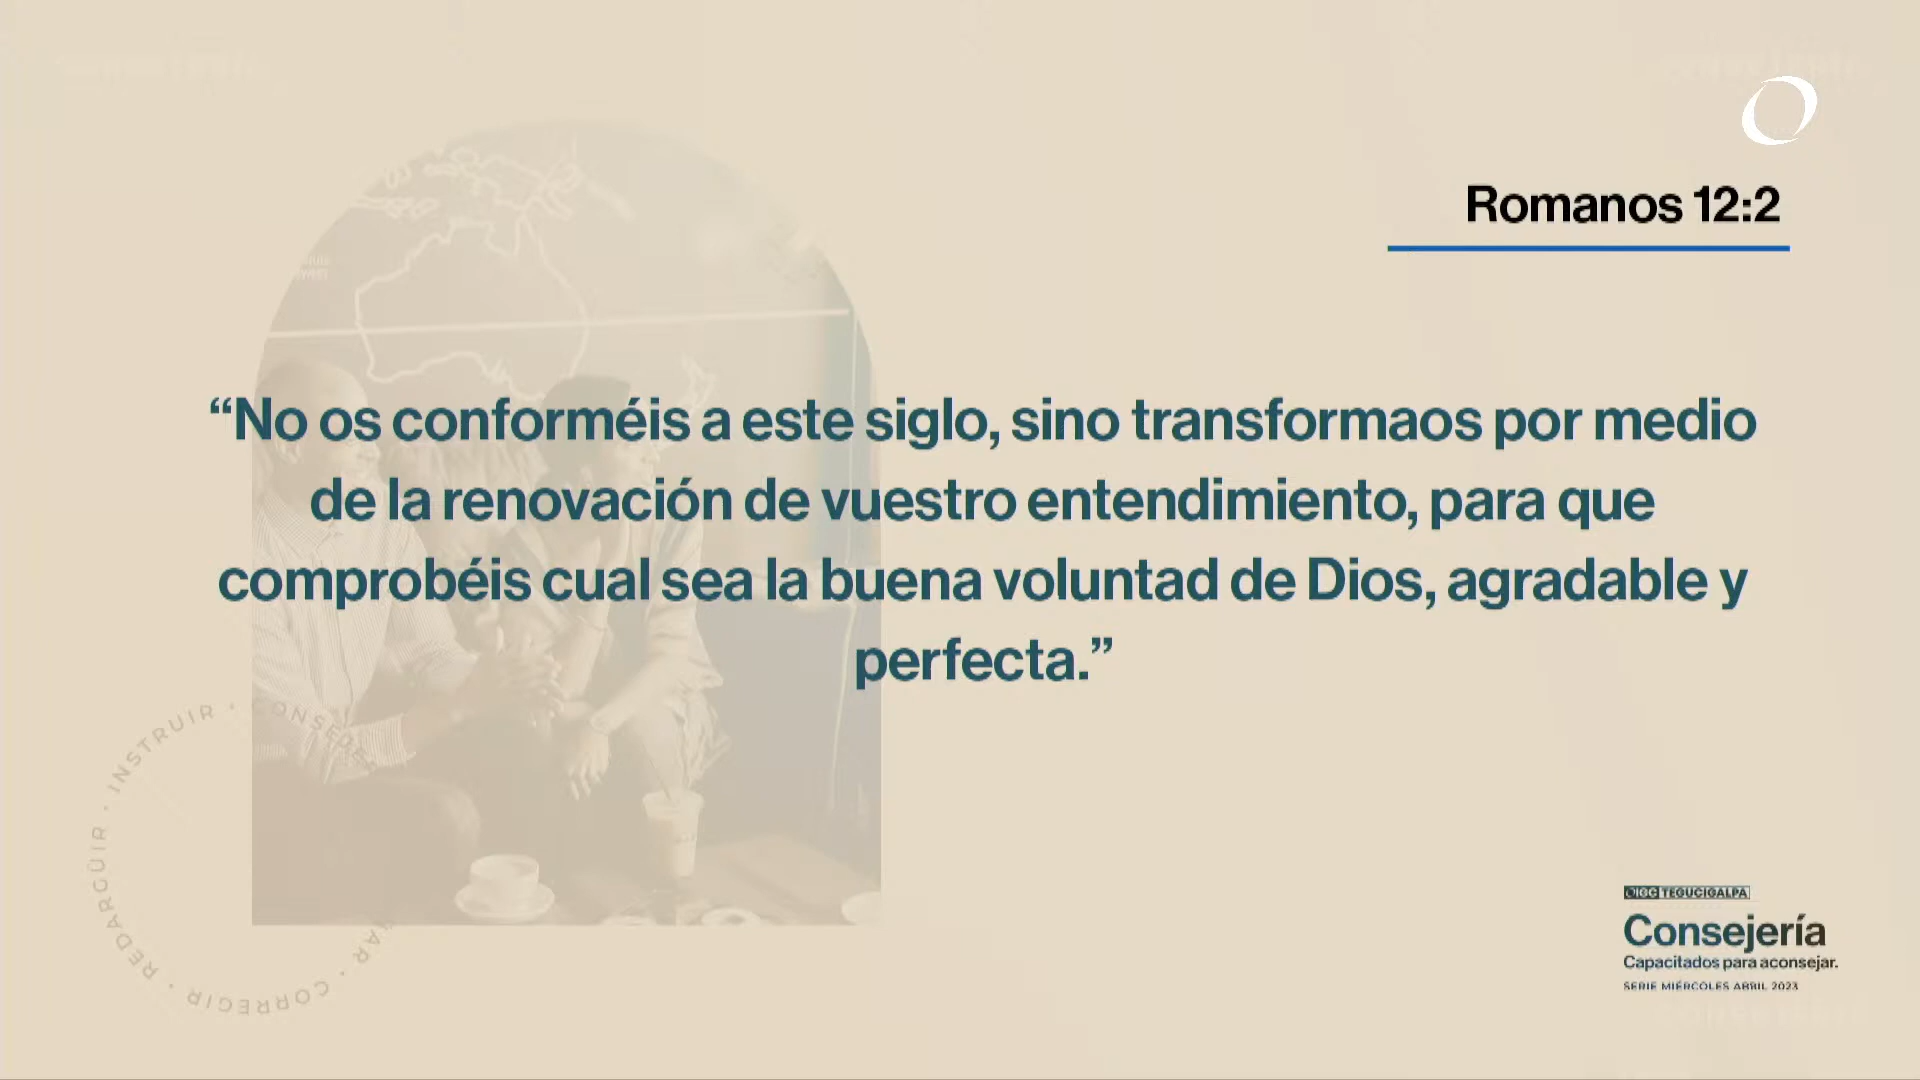 Romanos 12:2
“No os conforméis a este siglo, sino transformaos por medio
de la renovación de vuestro entendimiento, para que
comprobéis cual sea la buena voluntad de Dios, agradable y
perfecta.”
REDARGÜIR · INSTRUIR ·
CORREGIR ·
IGC TEGUCIGALPA
Consejería
Capacitados para aconsejar.
SERIE MIÉRCOLES ABRIL 2023